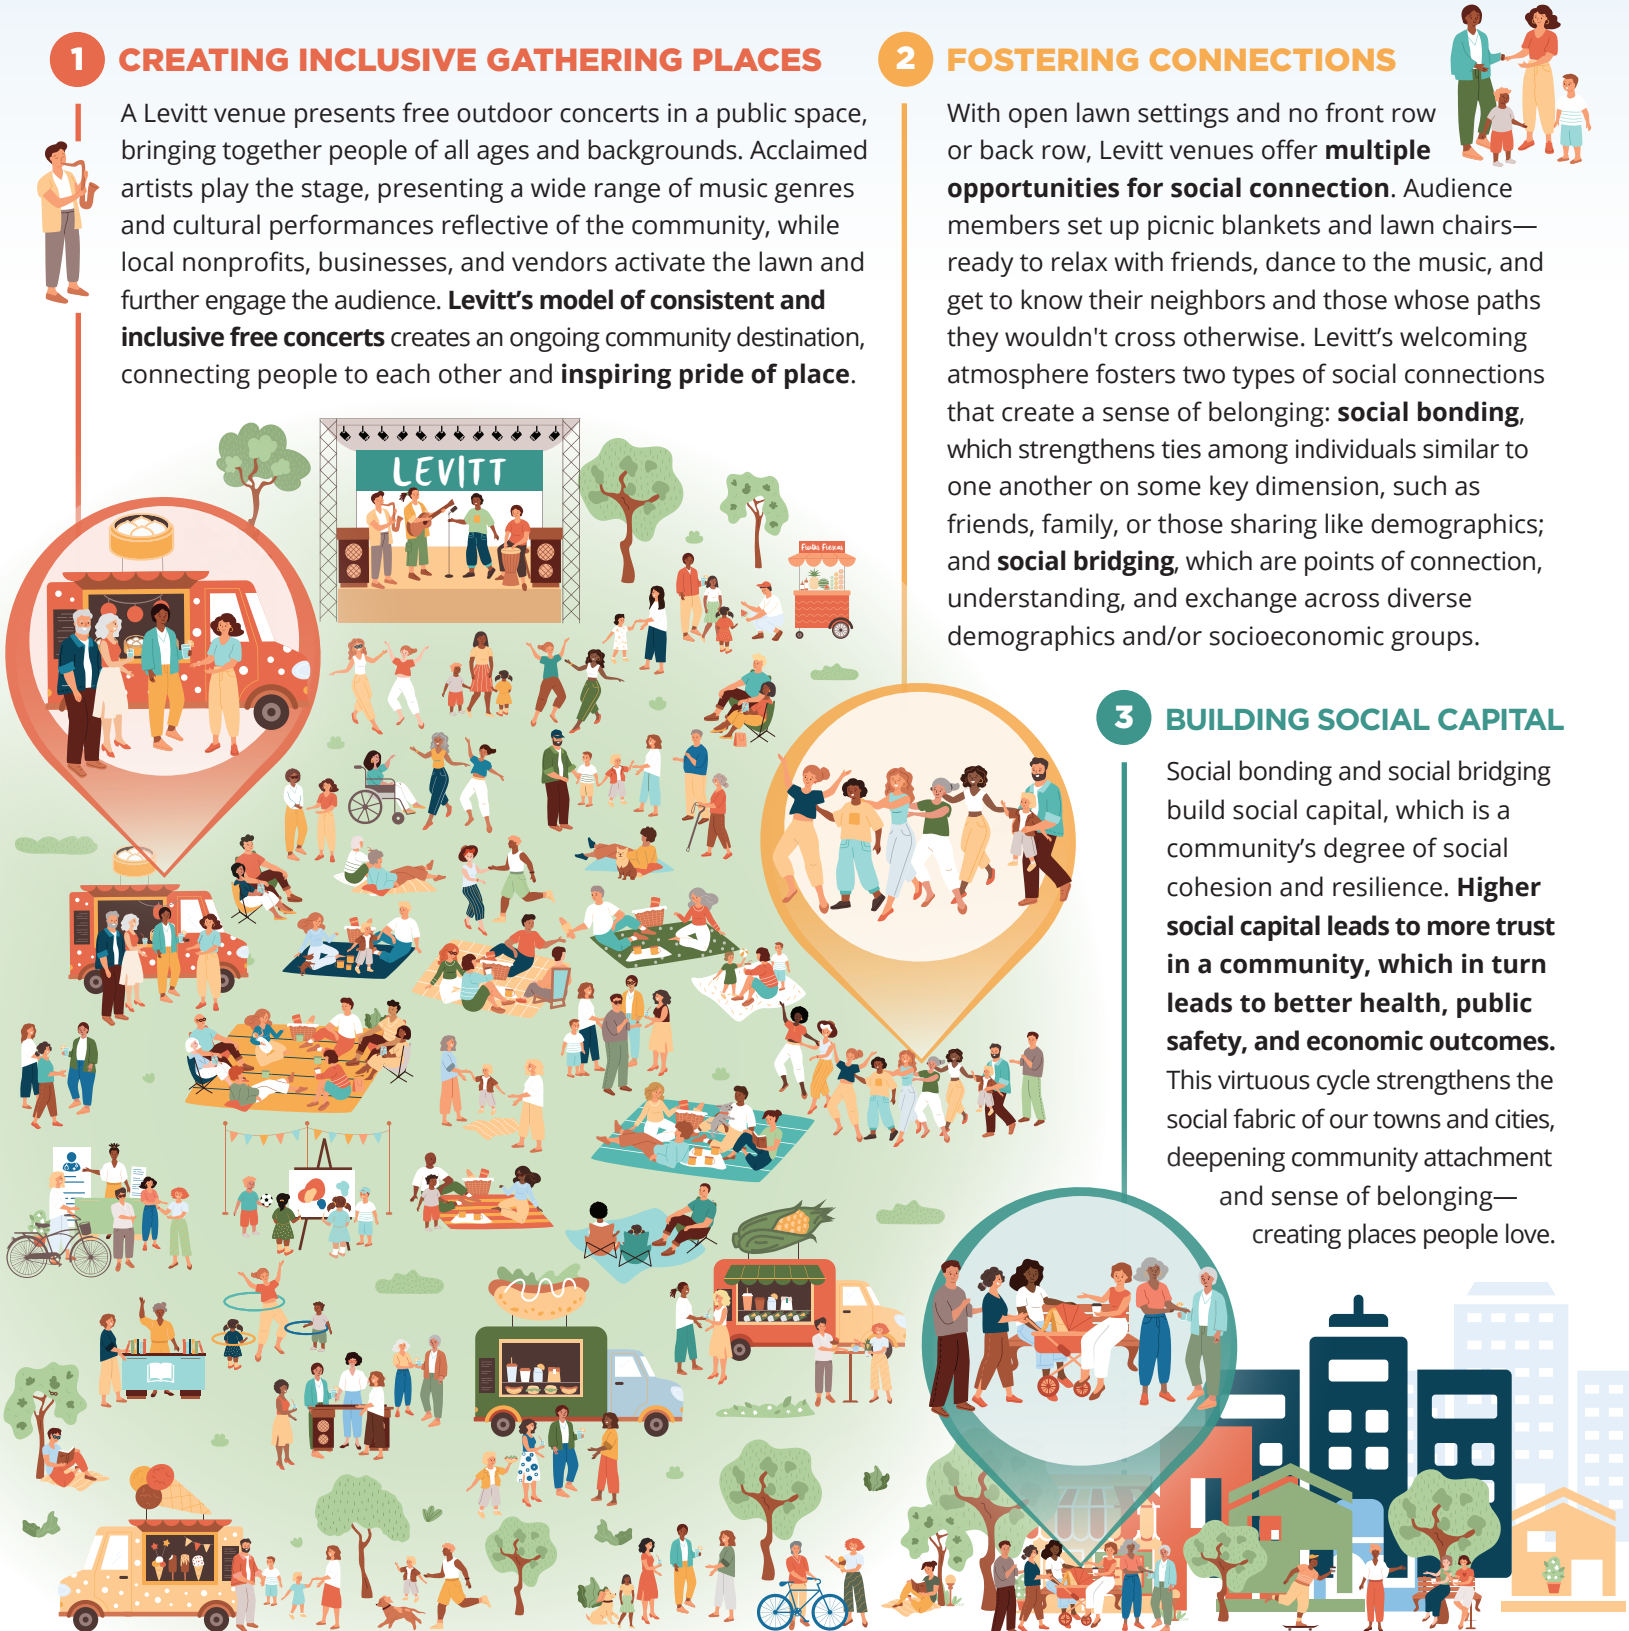 1 CREATING INCLUSIVE GATHERING PLACES
A Levitt venue presents free outdoor concerts in a public space,
bringing together people of all ages and backgrounds. Acclaimed
artists play the stage, presenting a wide range of music genres
and cultural performances reflective of the community, while
local nonprofits, businesses, and vendors activate the lawn and
further engage the audience. Levitt’s model of consistent and
inclusive free concerts creates an ongoing community destination,
connecting people to each other and inspiring pride of place.
2 FOSTERING CONNECTIONS
With open lawn settings and no front row
or back row, Levitt venues offer multiple
opportunities for social connection. Audience
members set up picnic blankets and lawn chairs—
ready to relax with friends, dance to the music, and
get to know their neighbors and those whose paths
they wouldn't cross otherwise. Levitt’s welcoming
atmosphere fosters two types of social connections
that create a sense of belonging: social bonding,
which strengthens ties among individuals similar to
one another on some key dimension, such as
friends, family, or those sharing like demographics;
and social bridging, which are points of connection,
understanding, and exchange across diverse
demographics and/or socioeconomic groups.
3 BUILDING SOCIAL CAPITAL
Social bonding and social bridging
build social capital, which is a
community’s degree of social
cohesion and resilience. Higher
social capital leads to more trust
in a community, which in turn
leads to better health, public
safety, and economic outcomes.
This virtuous cycle strengthens the
social fabric of our towns and cities,
deepening community attachment
and sense of belonging—
creating places people love.
LEVITT